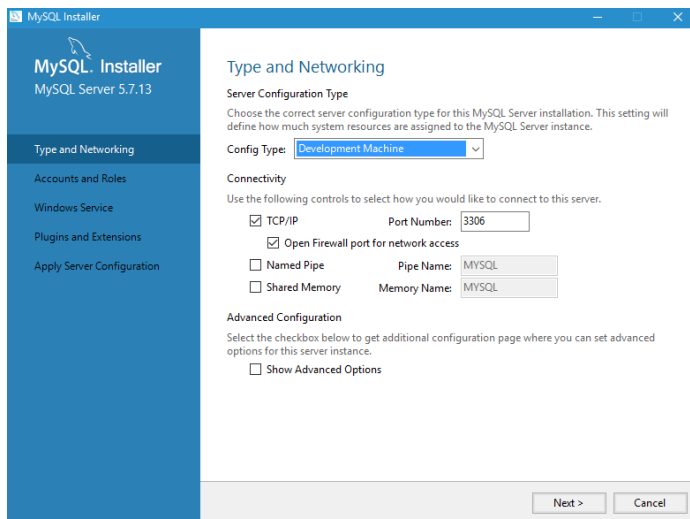 MySQL Installer
MySQL. Installer
MySQL Server 5.7.13
Type and Networking
Accounts and Roles
Windows Service
Plugins and Extensions
Apply Server Configuration
Type and Networking
Server Configuration Type
Choose the correct server configuration type for this MySQL Server installation. This setting will
define how much system resources are assigned to the MySQL Server instance.
Config Type: Development Machine
Connectivity
Use the following controls to select how you would like to connect to this server.
TCP/IP Port Number: 3306
Open Firewall port for network access
Named Pipe Pipe Name: MYSQL
Shared Memory Memory Name: MYSQL
Advanced Configuration
Select the checkbox below to get additional configuration page where you can set advanced
options for this server instance.
Show Advanced Options
Next > Cancel